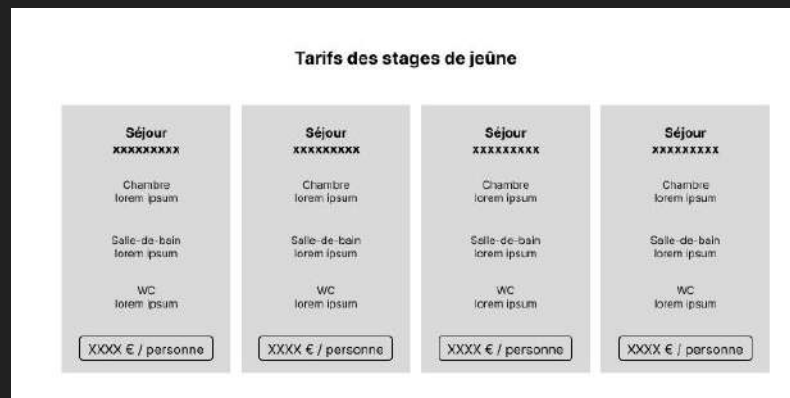 Tarifs des stages de jeûne
Séjour
xxxxxxxxx
Chambre
lorem ipsum
Salle-de-bain
lorem ipsum
WC
lorem ipsum
XXXX € / personne
Séjour
xxxxxxxxx
Chambre
lorem ipsum
Salle-de-bain
lorem ipsum
WC
lorem ipsum
XXXX € / personne
Séjour
xxxxxxxxx
Chambre
lorem ipsum
Salle-de-bain
lorem ipsum
WC
lorem ipsum
XXXX € / personne
Séjour
xxxxxxxxx
Chambre
lorem ipsum
Salle-de-bain
lorem ipsum
WC
lorem ipsum
XXXX € / personne